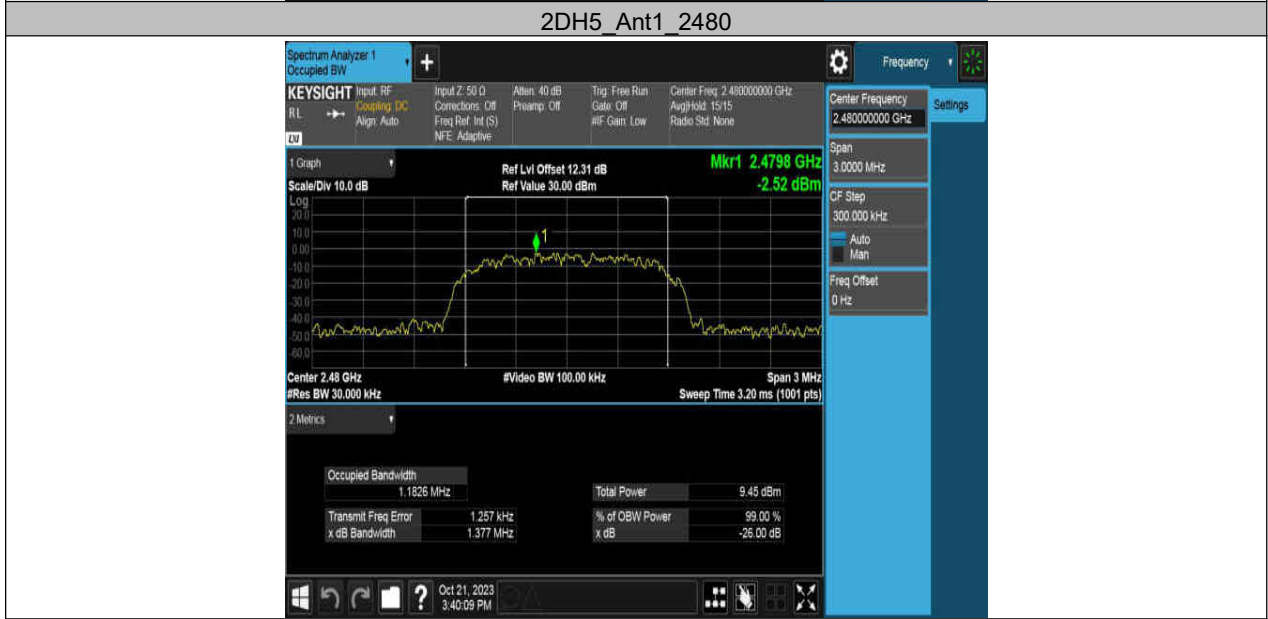 2DH5_Ant1_2480
Spectrum Analyzer 1
Occupied BW
+
Frequency
KEYSIGHT
RL
LXI
Input: RF
Coupling: DC
Align: Auto
Input Z: 50 Ω
Corrections: Off
Freq Ref: Int (S)
NFE: Adaptive
Atten: 40 dB
Preamp: Off
Trig: Free Run
Gate: Off
#IF Gain: Low
Center Freq: 2.480000000 GHz
Avg|Hold: 15/15
Radio Std: None
Center Frequency
2.480000000 GHz
Settings
Span
3.0000 MHz
CF Step
300.000 kHz
Auto
Man
Freq Offset
0 Hz
1 Graph
Scale/Div 10.0 dB
Ref Lvl Offset 12.31 dB
Ref Value 30.00 dBm
Mkr1 2.4798 GHz
-2.52 dBm
Log
20.0
10.0
0.00
-10.0
-20.0
-30.0
-40.0
-50.0
-60.0
1
Center 2.48 GHz
#Video BW 100.00 kHz
Span 3 MHz
#Res BW 30.000 kHz
Sweep Time 3.20 ms (1001 pts)
2 Metrics
Occupied Bandwidth
1.1826 MHz
Total Power 9.45 dBm
Transmit Freq Error 1.257 kHz
% of OBW Power 99.00 %
x dB Bandwidth 1.377 MHz
x dB -26.00 dB
?
Oct 21, 2023
3:40:09 PM